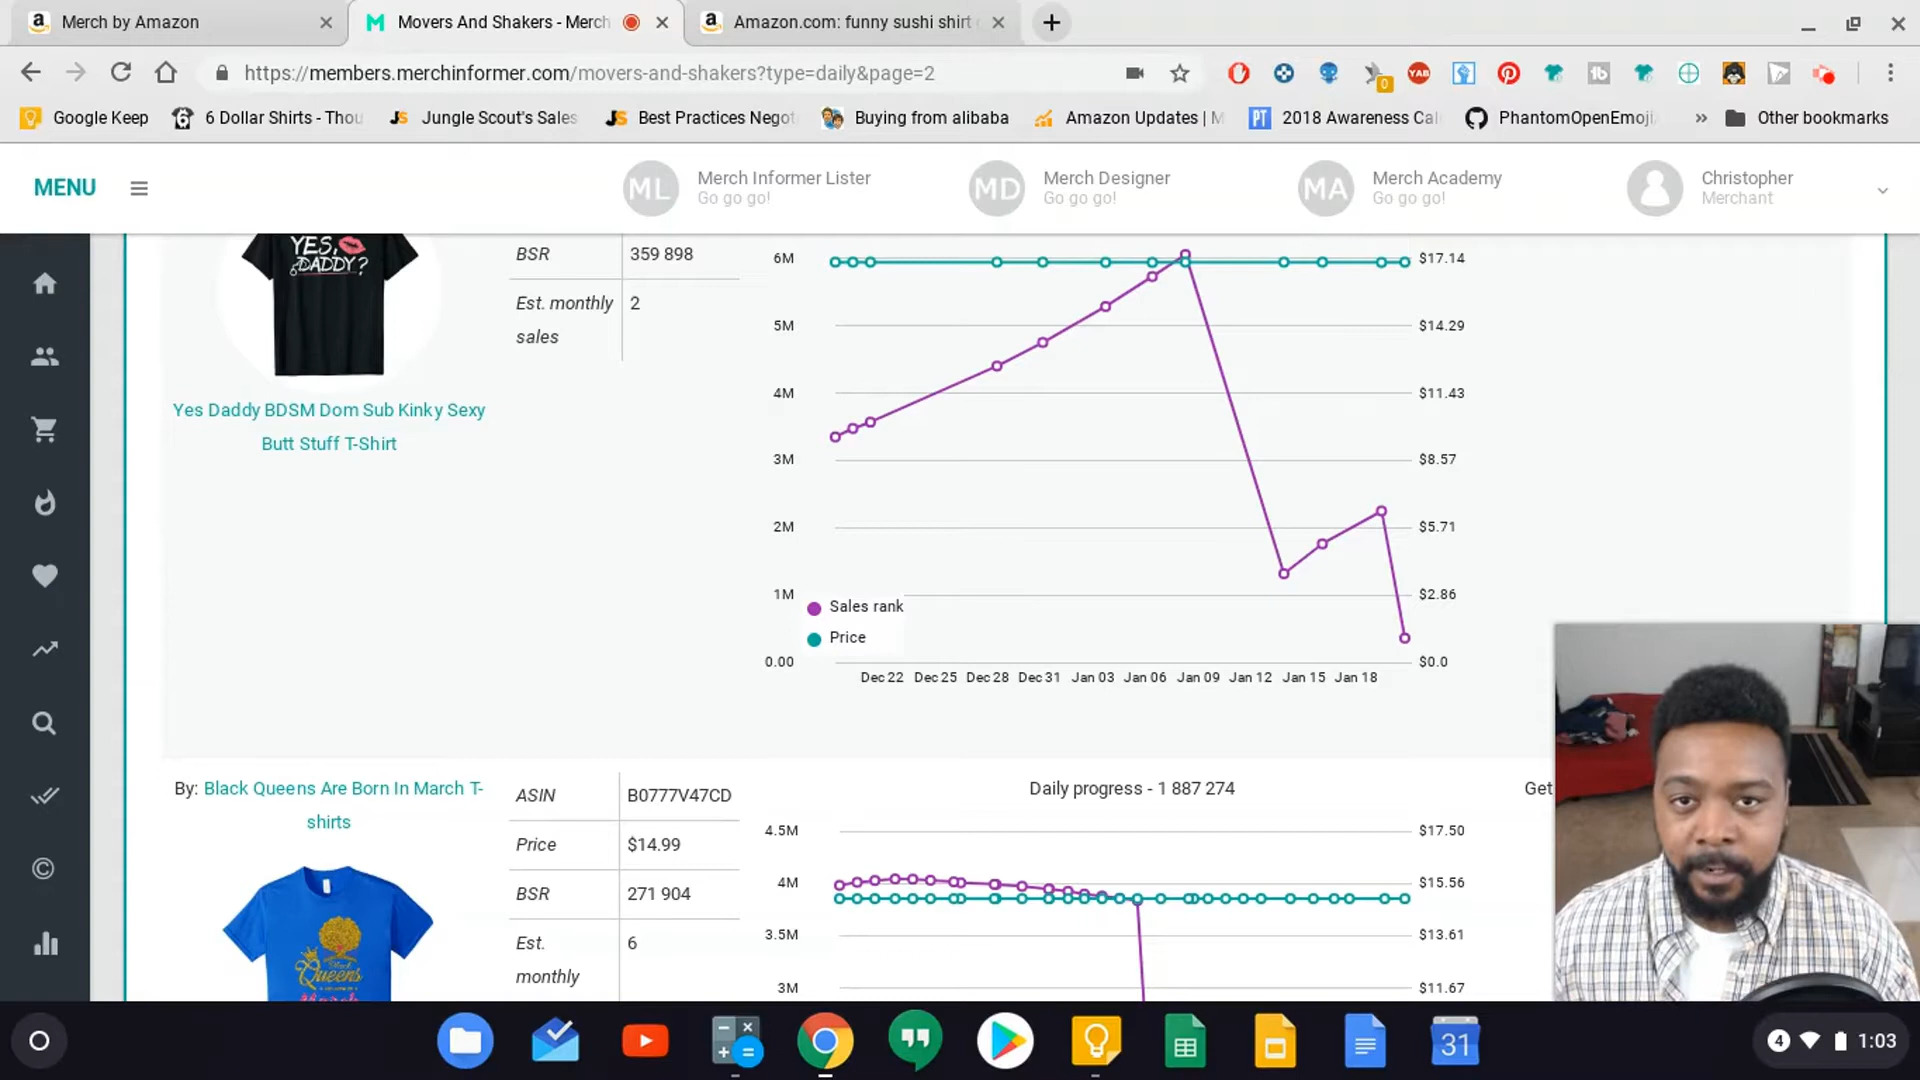 Merch by Amazon
Movers And Shakers - Merch
Amazon.com: funny sushi shirt
https://members.merchinformer.com/movers-and-shakers?type=daily&page=2
Google Keep
6 Dollar Shirts - Thou
Jungle Scout's Sales
Best Practices Negot
Buying from alibaba
Amazon Updates | M
2018 Awareness Cal
PhantomOpenEmoji
» Other bookmarks
MENU
ML Merch Informer Lister
Go go go!
MD Merch Designer
Go go go!
MA Merch Academy
Go go go!
Christopher
Merchant
YES,
DADDY?
Yes Daddy BDSM Dom Sub Kinky Sexy
Butt Stuff T-Shirt
BSR 359 898
Est. monthly 2
sales
6M
5M
4M
3M
2M
1M
0.00
$17.14
$14.29
$11.43
$8.57
$5.71
$2.86
$0.0
Sales rank
Price
Dec 22 Dec 25 Dec 28 Dec 31 Jan 03 Jan 06 Jan 09 Jan 12 Jan 15 Jan 18
By: Black Queens Are Born In March T-
shirts
Black
Queens
March
ASIN B0777V47CD
Price $14.99
BSR 271 904
Est. 6
monthly
Daily progress - 1 887 274
Get
4.5M
4M
3.5M
3M
$17.50
$15.56
$13.61
$11.67
31
4
1:03